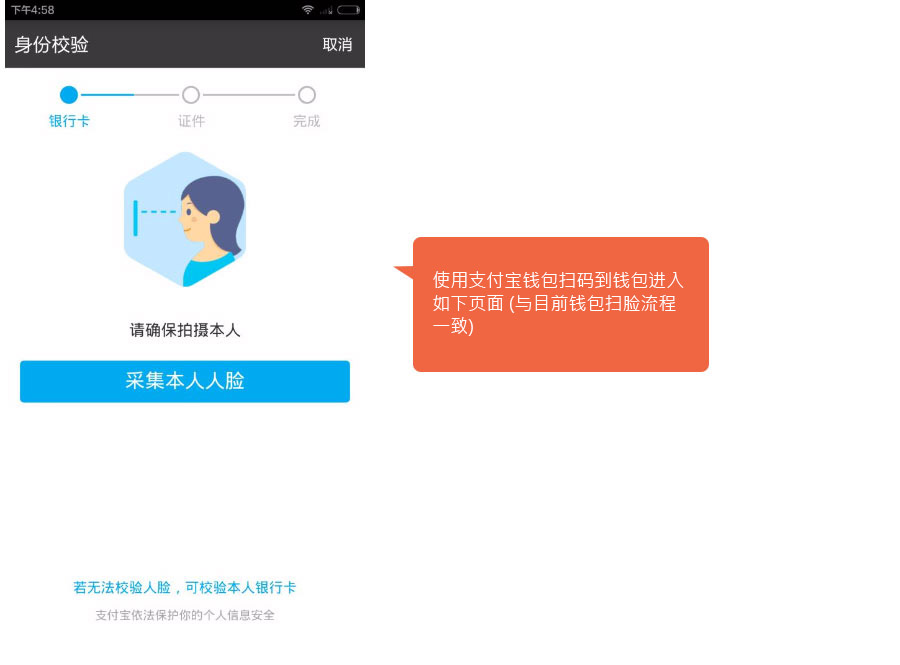 下午4:58
身份校验
取消
银行卡
证件
完成
请确保拍摄本人
采集本人人脸
若无法校验人脸，可校验本人银行卡
支付宝依法保护你的个人信息安全
使用支付宝钱包扫码到钱包进入
如下页面 (与目前钱包扫脸流程
一致)